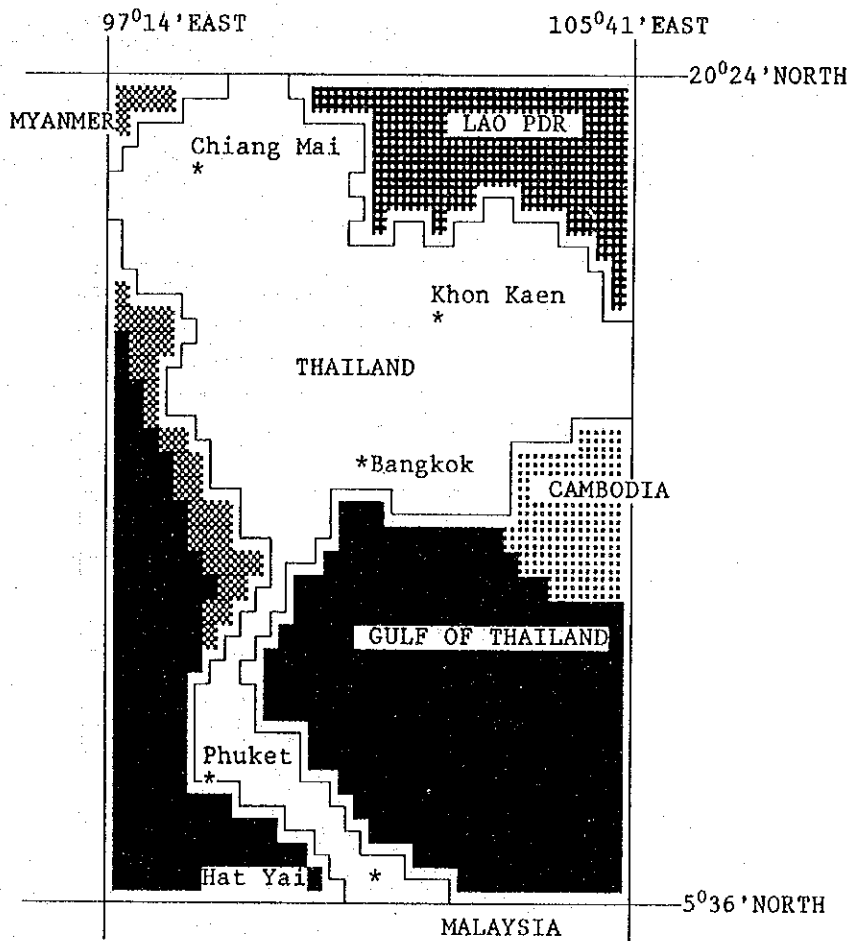 97⁰14'EAST
105⁰41'EAST
20⁰24'NORTH
MYANMER
LAO PDR
Chiang Mai
*
Khon Kaen
*
THAILAND
*Bangkok
CAMBODIA
GULF OF THAILAND
Phuket
*
Hat Yai
*
5⁰36'NORTH
MALAYSIA